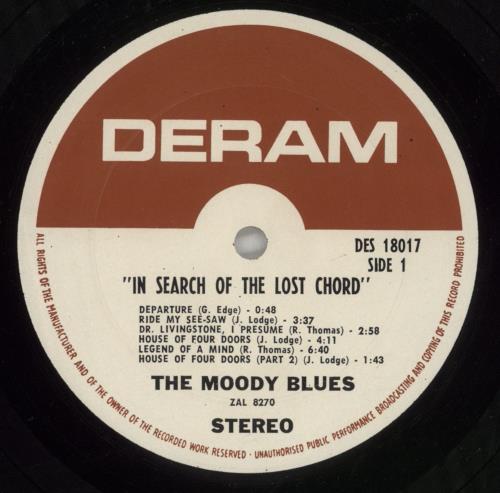 DERAM
DES 18017
SIDE 1
"IN SEARCH OF THE LOST CHORD"
DEPARTURE (G. Edge) - 0:48
RIDE MY SEE-SAW (J. Lodge) - 3:37
DR. LIVINGSTONE, I PRESUME (R. Thomas) - 2:58
HOUSE OF FOUR DOORS (J. Lodge) - 4:11
LEGEND OF A MIND (R. Thomas) - 6:40
HOUSE OF FOUR DOORS (PART 2) (J. Lodge) - 1:43
THE MOODY BLUES
ZAL 8270
STEREO
ALL RIGHTS OF THE MANUFACTURER AND OF THE OWNER OF THE RECORDED WORK RESERVED · UNAUTHORISED PUBLIC PERFORMANCE BROADCASTING AND COPYING OF THIS RECORD PROHIBITED